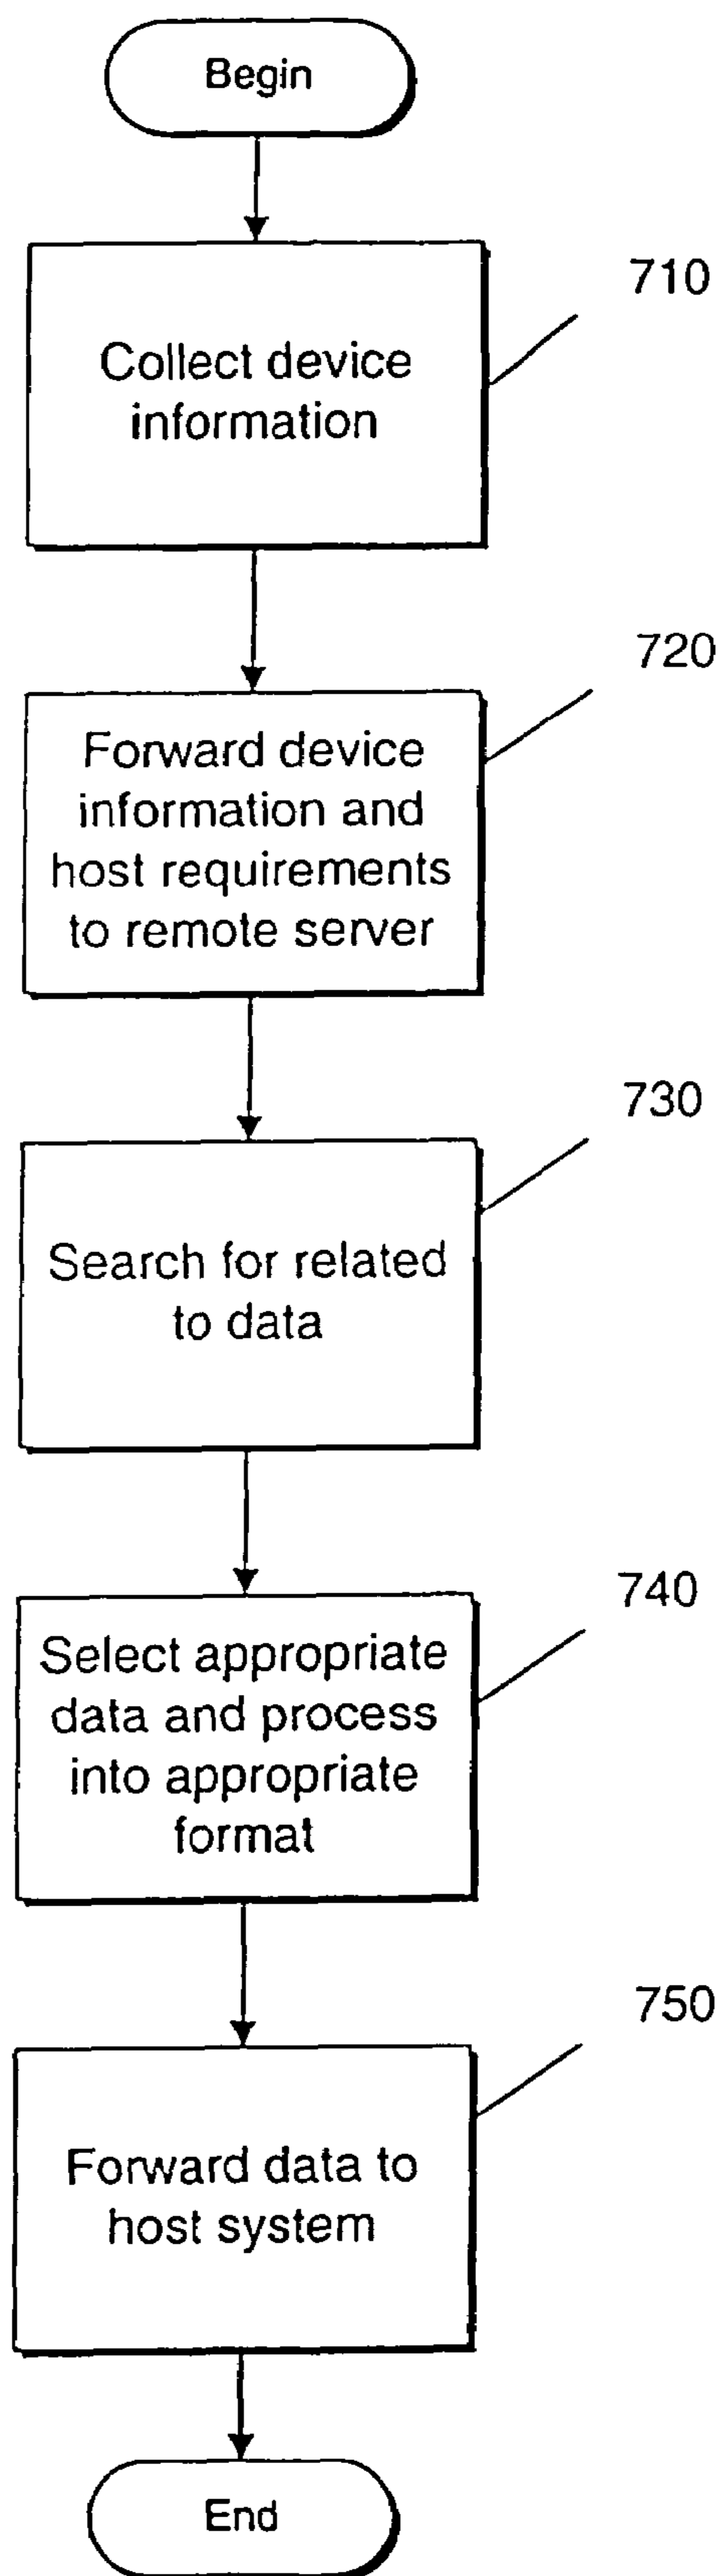 Begin
710
Collect device
information
720
Forward device
information and
host requirements
to remote server
730
Search for related
to data
740
Select appropriate
data and process
into appropriate
format
750
Forward data to
host system
End